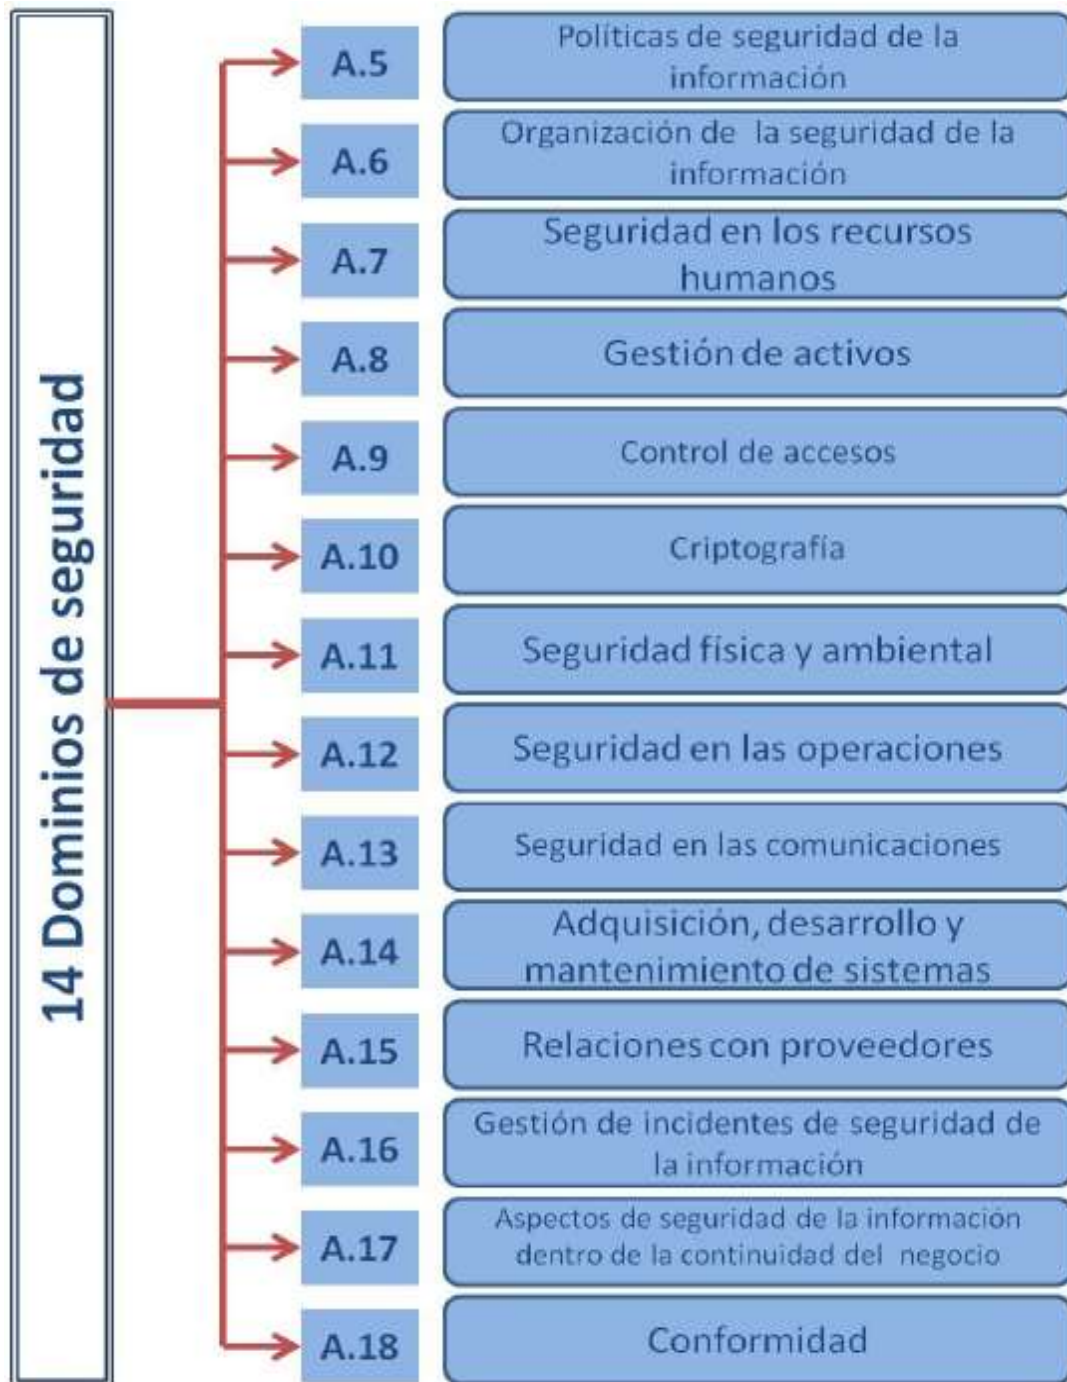 14 Dominios de seguridad
A.5
Políticas de seguridad de la
información
A.6
Organización de la seguridad de la
información
A.7
Seguridad en los recursos
humanos
A.8
Gestión de activos
A.9
Control de accesos
A.10
Criptografía
A.11
Seguridad física y ambiental
A.12
Seguridad en las operaciones
A.13
Seguridad en las comunicaciones
A.14
Adquisición, desarrollo y
mantenimiento de sistemas
A.15
Relaciones con proveedores
A.16
Gestión de incidentes de seguridad de
la información
A.17
Aspectos de seguridad de la información
dentro de la continuidad del negocio
A.18
Conformidad